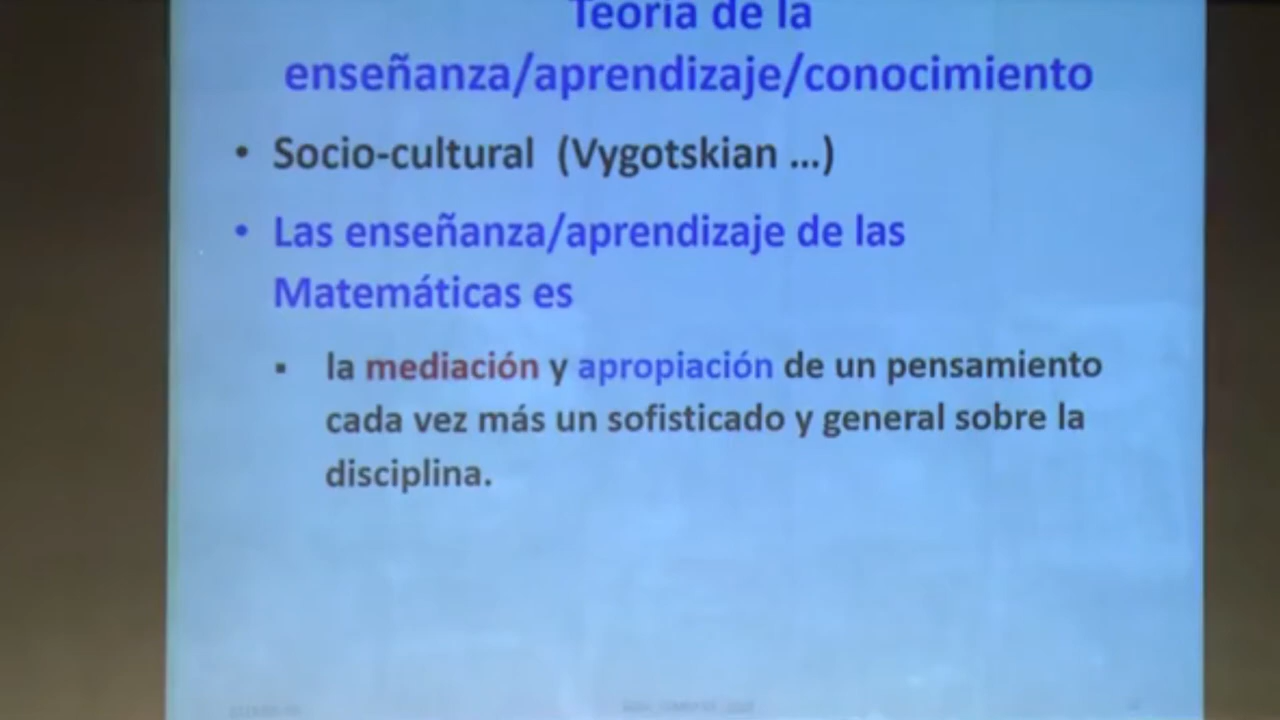 Teoría de la
enseñanza/aprendizaje/conocimiento
• Socio-cultural (Vygotskian ...)
• Las enseñanza/aprendizaje de las
Matemáticas es
▪ la mediación y apropiación de un pensamiento
cada vez más un sofisticado y general sobre la
disciplina.